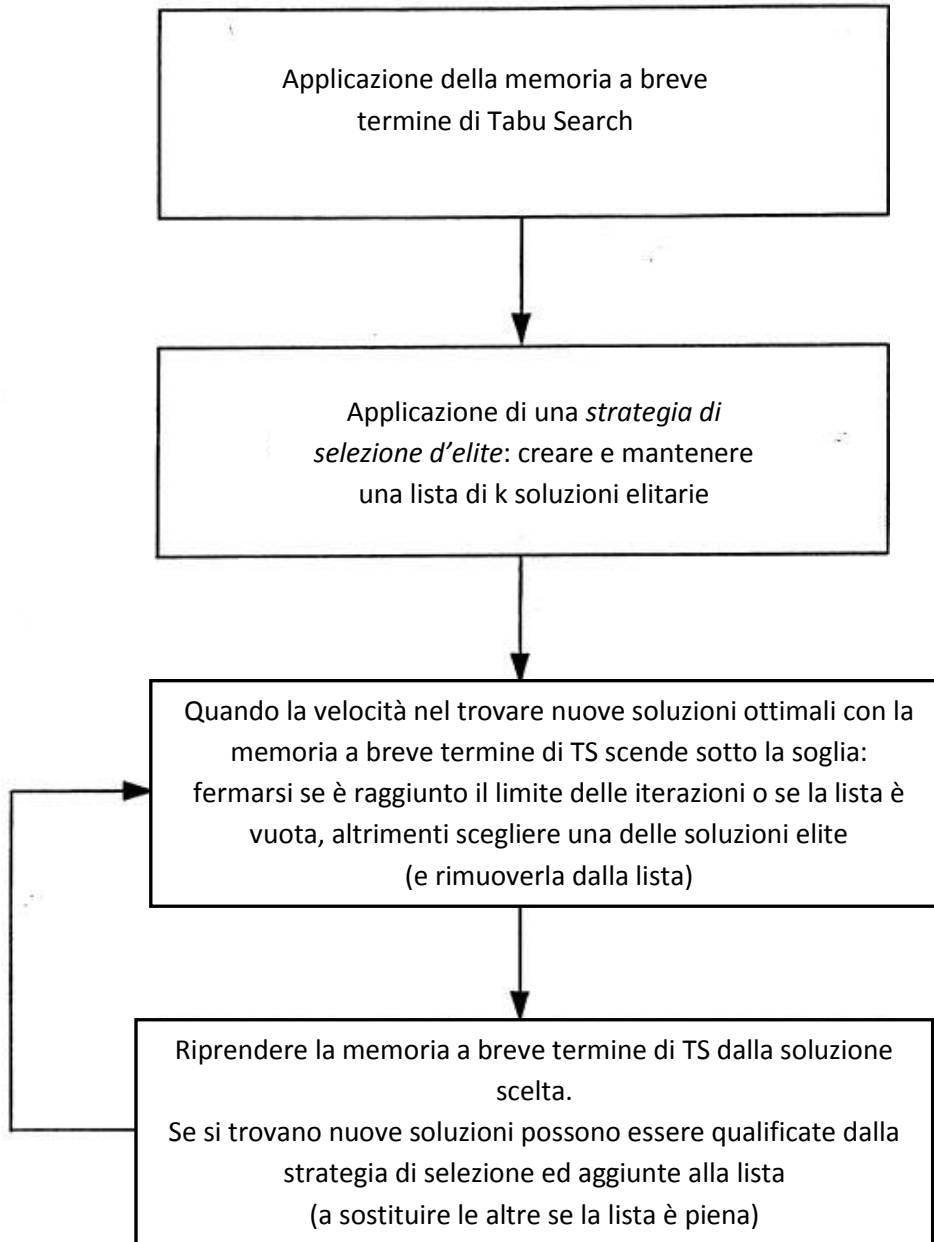 Applicazione della memoria a breve
termine di Tabu Search
Applicazione di una strategia di
selezione d’elite: creare e mantenere
una lista di k soluzioni elitarie
Quando la velocità nel trovare nuove soluzioni ottimali con la
memoria a breve termine di TS scende sotto la soglia:
fermarsi se è raggiunto il limite delle iterazioni o se la lista è
vuota, altrimenti scegliere una delle soluzioni elite
(e rimuoverla dalla lista)
Riprendere la memoria a breve termine di TS dalla soluzione
scelta.
Se si trovano nuove soluzioni possono essere qualificate dalla
strategia di selezione ed aggiunte alla lista
(a sostituire le altre se la lista è piena)